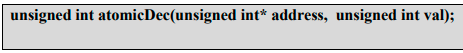 unsigned int atomicDec(unsigned int* address, unsigned int val);